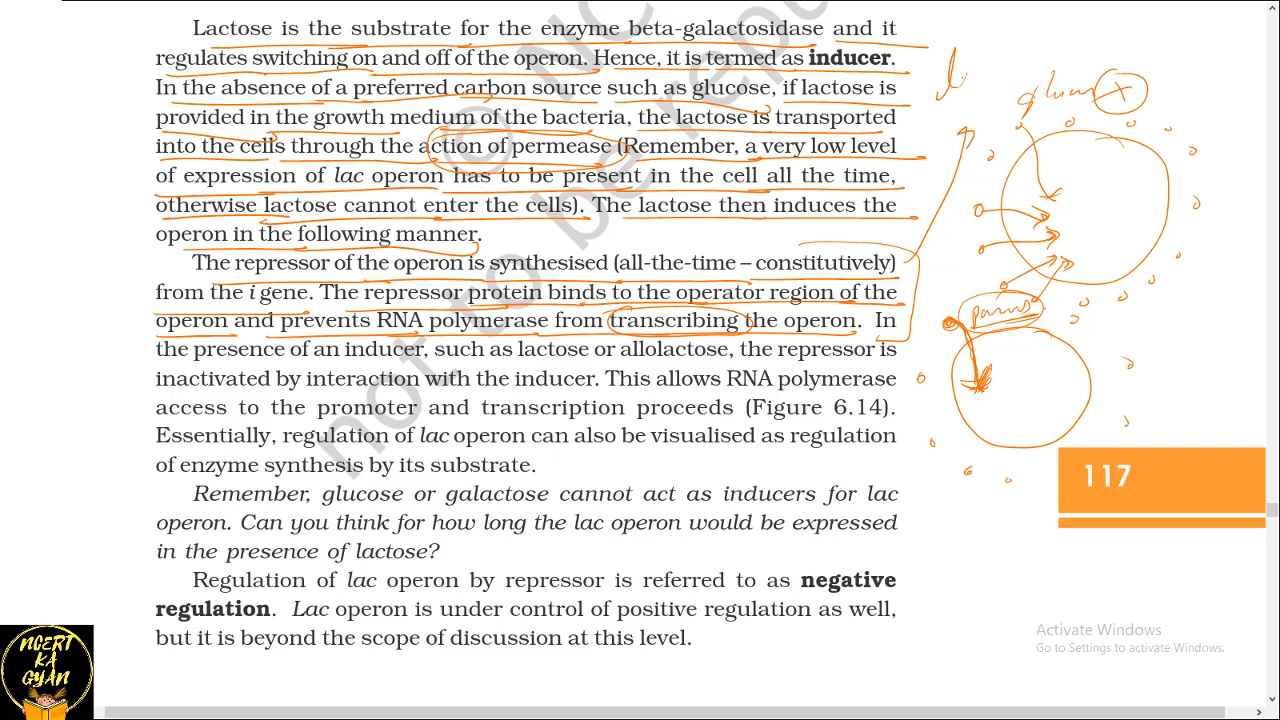 Lactose is the substrate for the enzyme beta-galactosidase and it
regulates switching on and off of the operon. Hence, it is termed as inducer.
In the absence of a preferred carbon source such as glucose, if lactose is
provided in the growth medium of the bacteria, the lactose is transported
into the cells through the action of permease (Remember, a very low level
of expression of lac operon has to be present in the cell all the time,
otherwise lactose cannot enter the cells). The lactose then induces the
operon in the following manner.
The repressor of the operon is synthesised (all-the-time – constitutively)
from the i gene. The repressor protein binds to the operator region of the
operon and prevents RNA polymerase from transcribing the operon. In
the presence of an inducer, such as lactose or allolactose, the repressor is
inactivated by interaction with the inducer. This allows RNA polymerase
access to the promoter and transcription proceeds (Figure 6.14).
Essentially, regulation of lac operon can also be visualised as regulation
of enzyme synthesis by its substrate.
Remember, glucose or galactose cannot act as inducers for lac
operon. Can you think for how long the lac operon would be expressed
in the presence of lactose?
Regulation of lac operon by repressor is referred to as negative
regulation. Lac operon is under control of positive regulation as well,
but it is beyond the scope of discussion at this level.
117
Activate Windows
Go to Settings to activate Windows.
NCERT
KA
GYAN